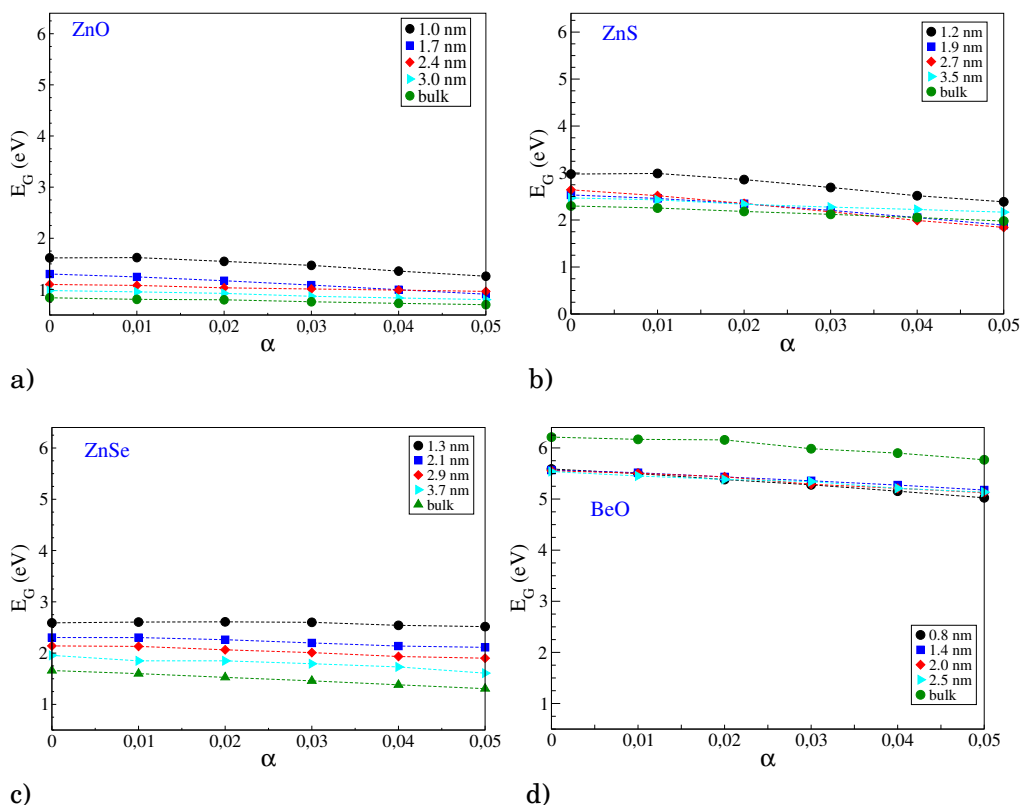 ZnO
1.0 nm
1.7 nm
2.4 nm
3.0 nm
bulk
6
5
4
3
2
1
E_G (eV)
0 0,01 0,02 0,03 0,04 0,05
α
a)
ZnS
1.2 nm
1.9 nm
2.7 nm
3.5 nm
bulk
6
5
4
3
2
1
0
E_G (eV)
0 0,01 0,02 0,03 0,04 0,05
α
b)
ZnSe
1.3 nm
2.1 nm
2.9 nm
3.7 nm
bulk
6
5
4
3
2
1
E_G (eV)
0 0,01 0,02 0,03 0,04 0,05
α
c)
BeO
0.8 nm
1.4 nm
2.0 nm
2.5 nm
bulk
6
5
4
3
2
1
E_G (eV)
0 0,01 0,02 0,03 0,04 0,05
α
d)